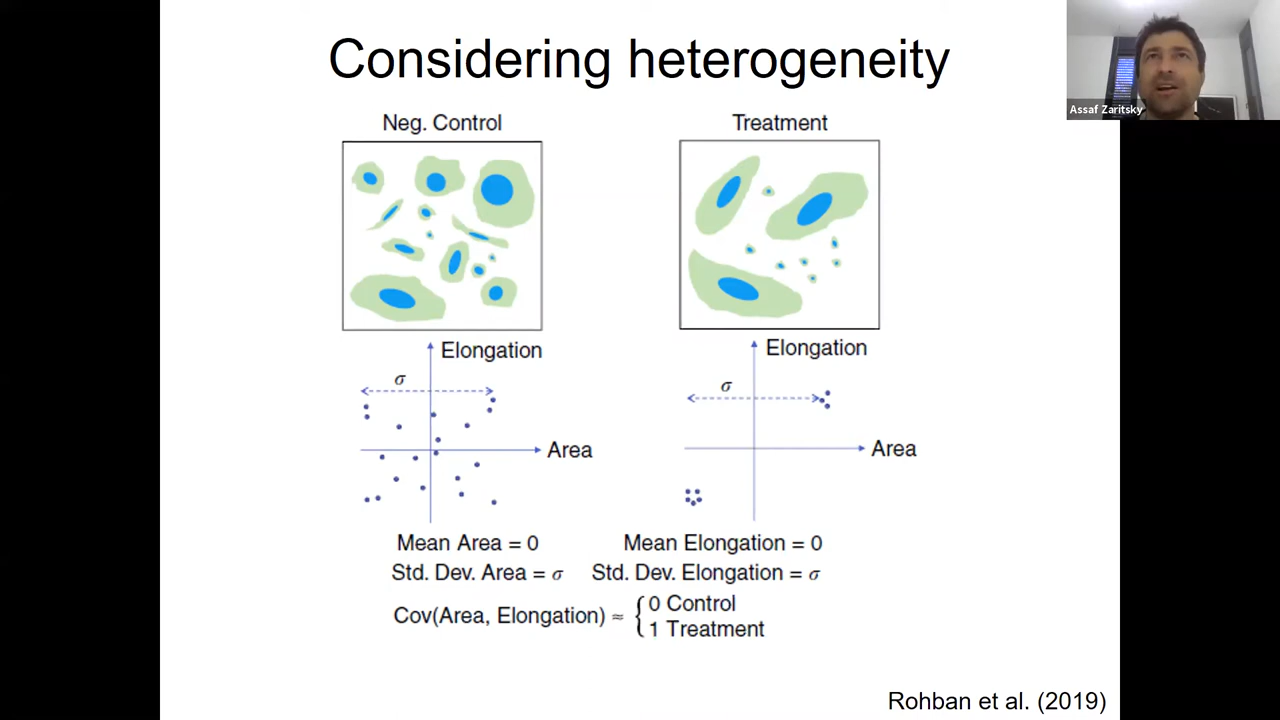 Considering heterogeneity
Assaf Zaritsky
Neg. Control
Treatment
Elongation
σ
Area
Elongation
σ
Area
Mean Area = 0
Mean Elongation = 0
Std. Dev. Area = σ
Std. Dev. Elongation = σ
Cov(Area, Elongation) ≈ { 0 Control
1 Treatment
Rohban et al. (2019)